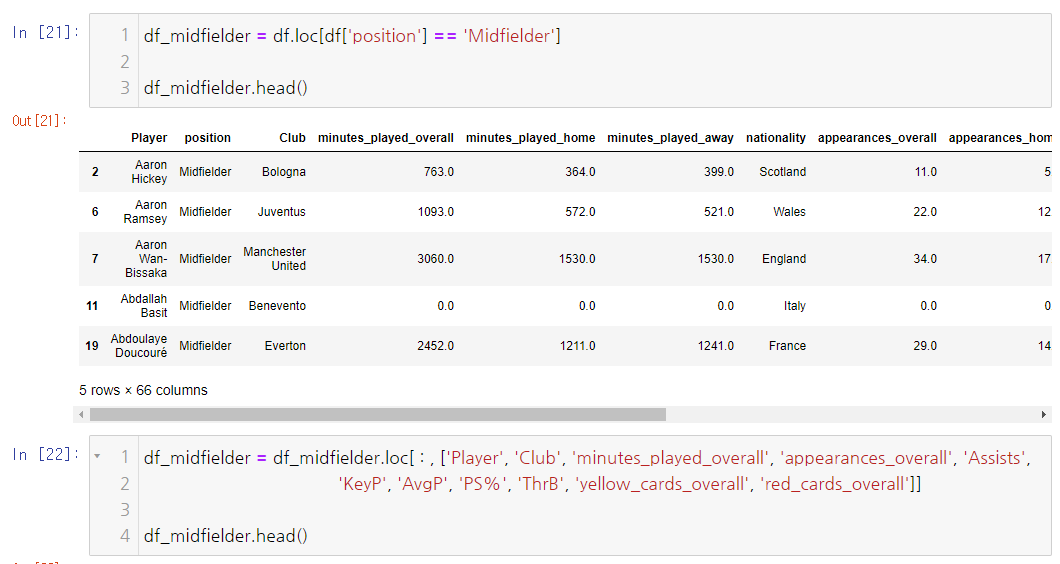 In [21]:
1 df_midfielder = df.loc[df['position'] == 'Midfielder']
2
3 df_midfielder.head()
Out[21]:
Player position Club minutes_played_overall minutes_played_home minutes_played_away nationality appearances_overall appearances_hom
2 Aaron Hickey Midfielder Bologna 763.0 364.0 399.0 Scotland 11.0 5
6 Aaron Ramsey Midfielder Juventus 1093.0 572.0 521.0 Wales 22.0 12
7 Aaron Wan-Bissaka Midfielder Manchester United 3060.0 1530.0 1530.0 England 34.0 17
11 Abdallah Basit Midfielder Benevento 0.0 0.0 0.0 Italy 0.0 0
19 Abdoulaye Doucouré Midfielder Everton 2452.0 1211.0 1241.0 France 29.0 14
5 rows × 66 columns
In [22]:
1 df_midfielder = df_midfielder.loc[ : , ['Player', 'Club', 'minutes_played_overall', 'appearances_overall', 'Assists',
2 'KeyP', 'AvgP', 'PS%', 'ThrB', 'yellow_cards_overall', 'red_cards_overall']]
3
4 df_midfielder.head()